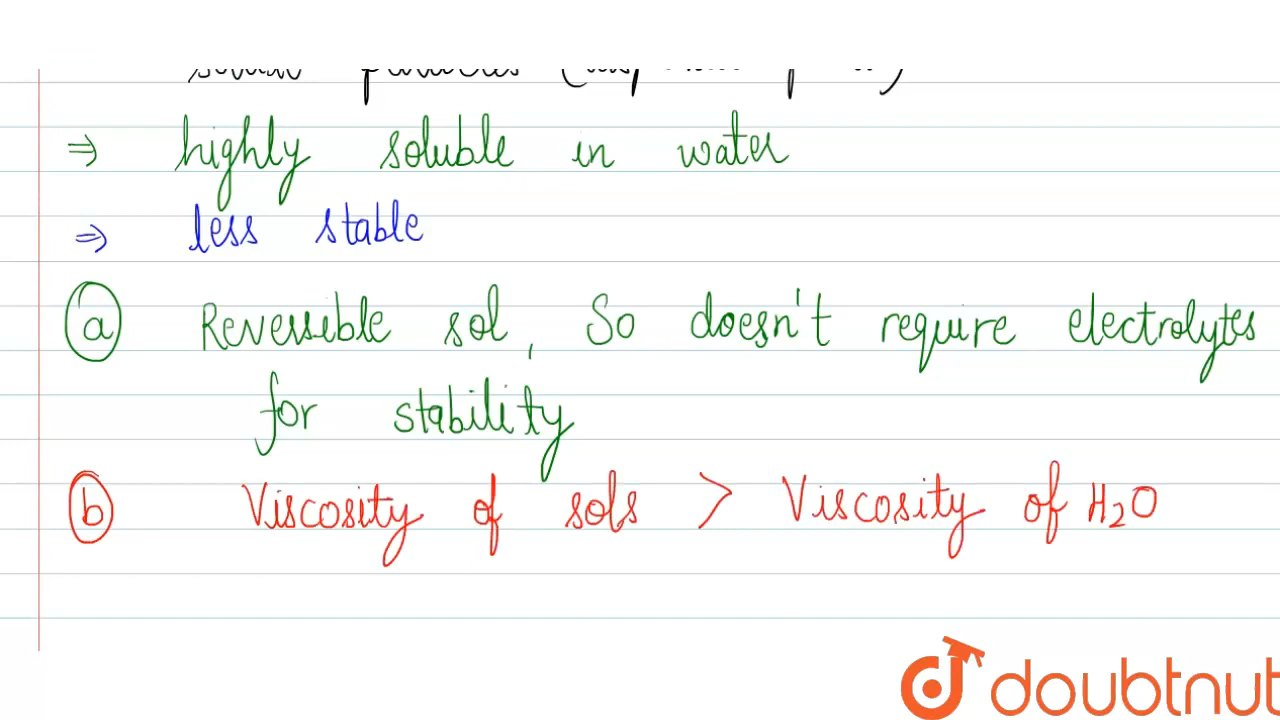 ⇒ highly soluble in water
⇒ less stable
(a) Reversible sol, So doesn't require electrolytes
for stability
(b) Viscosity of sols > Viscosity of H2O
doubtnut